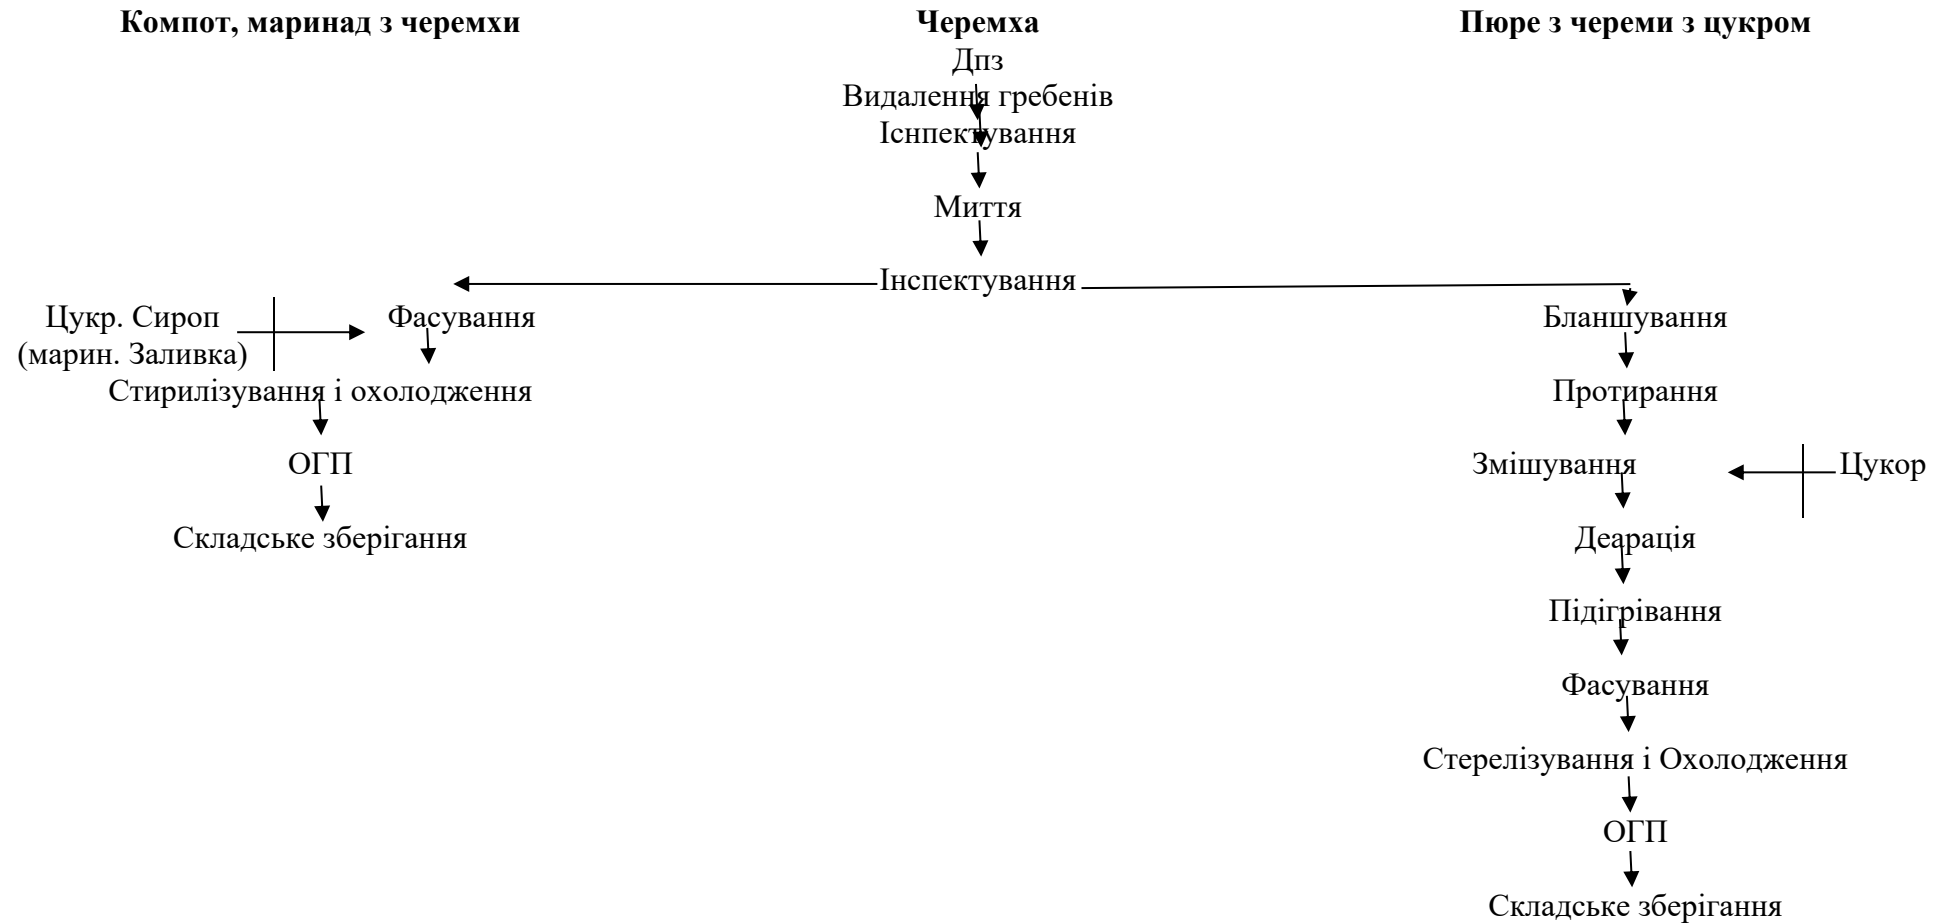 Компот, маринад з черемхи
Черемха
Пюре з череми з цукром
Дпз
Видалення гребенів
Існпектування
Миття
Інспектування
Цукр. Сироп
(марин. Заливка)
Фасування
Стирилізування і охолодження
ОГП
Складське зберігання
Бланшування
Протирання
Змішування
Цукор
Деарація
Підігрівання
Фасування
Стерелізування і Охолодження
ОГП
Складське зберігання